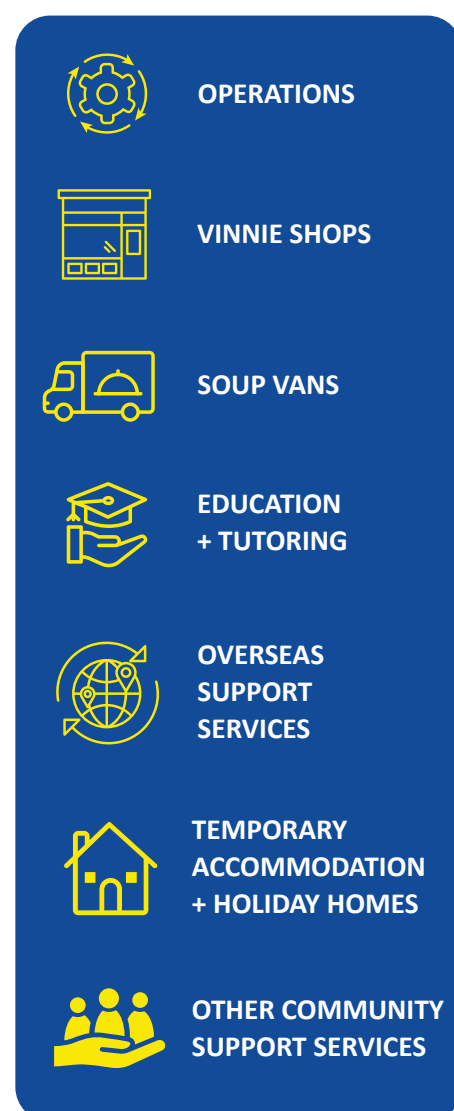 OPERATIONS
VINNIE SHOPS
SOUP VANS
EDUCATION
+ TUTORING
OVERSEAS
SUPPORT
SERVICES
TEMPORARY
ACCOMMODATION
+ HOLIDAY HOMES
OTHER COMMUNITY
SUPPORT SERVICES